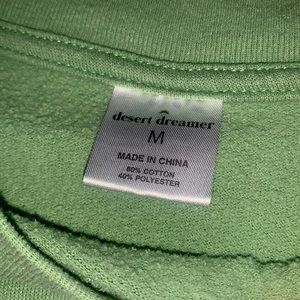 desert dreamer
M
MADE IN CHINA
60% COTTON
40% POLYESTER